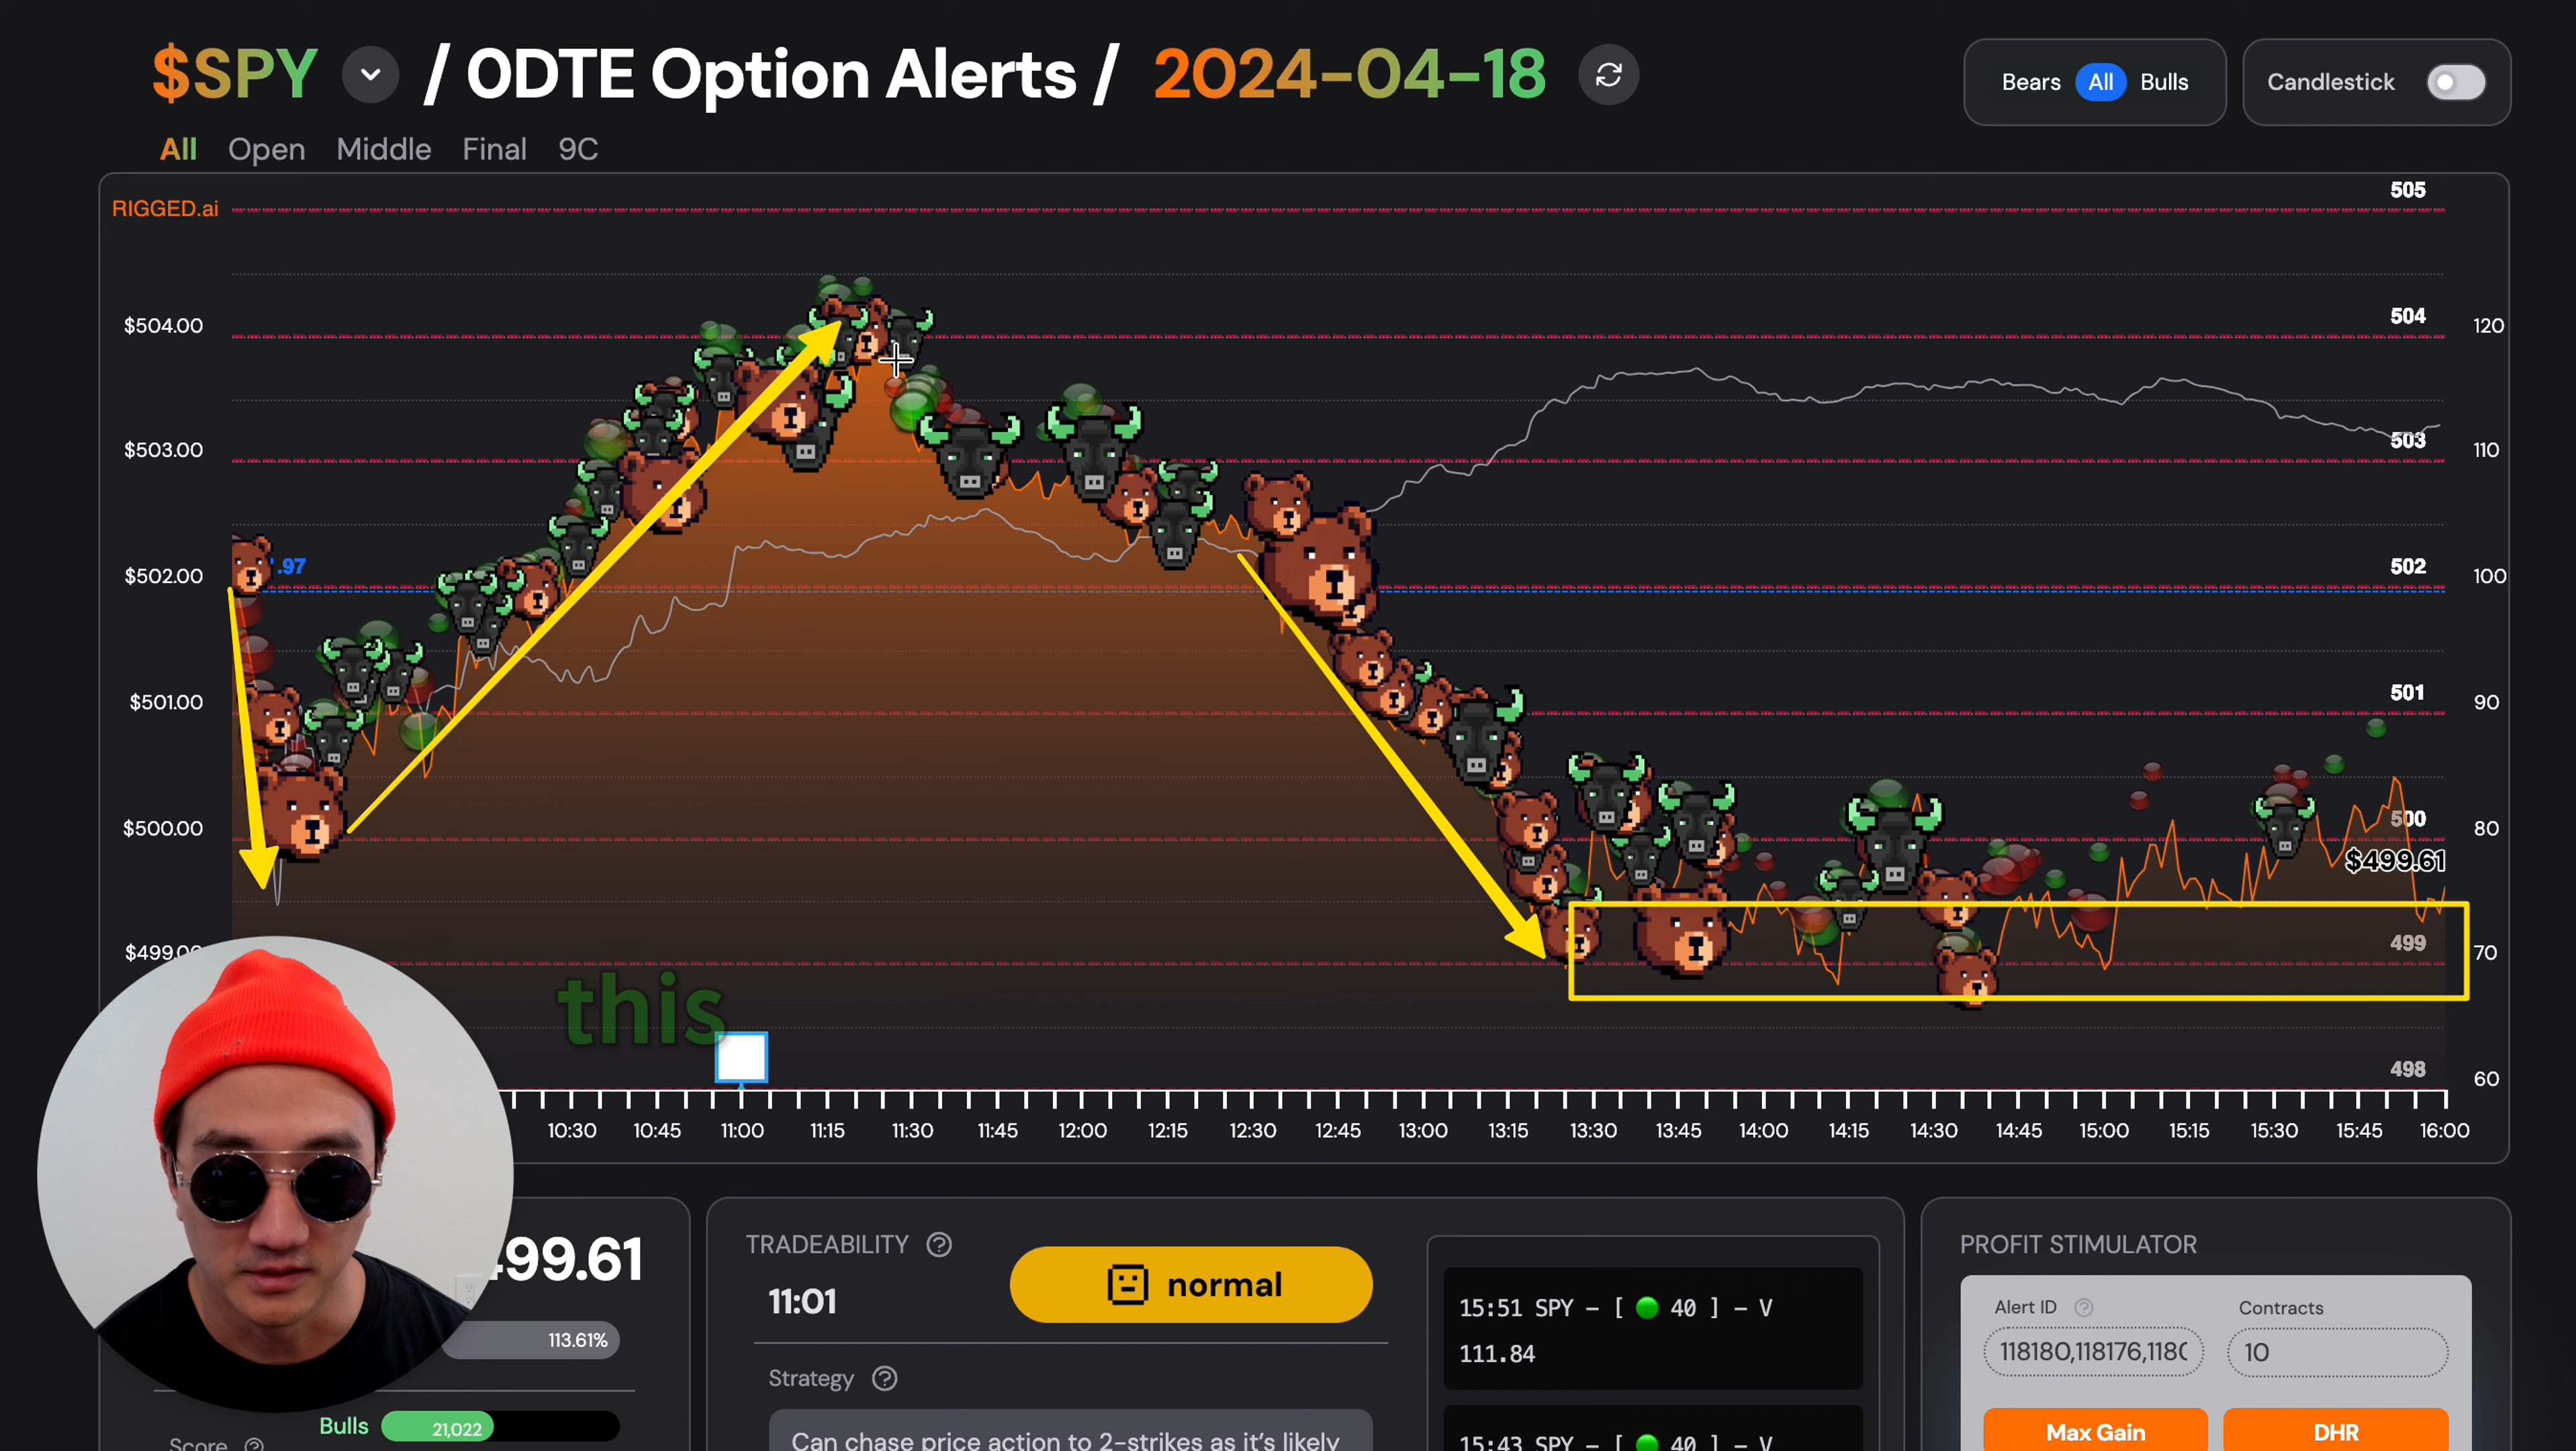 $SPY / 0DTE Option Alerts / 2024-04-18
Bears All Bulls
Candlestick
All Open Middle Final 9C
RIGGED.ai
505
$504.00
504
120
$503.00
503
110
.97
$502.00
502
100
$501.00
501
90
$500.00
500
80
$499.61
$499.00
499
70
this
498
60
10:30 10:45 11:00 11:15 11:30 11:45 12:00 12:15 12:30 12:45 13:00 13:15 13:30 13:45 14:00 14:15 14:30 14:45 15:00 15:15 15:30 15:45 16:00
499.61
113.61%
Bulls 21,022
Score
TRADEABILITY
11:01
normal
Strategy
Can chase price action to 2-strikes as it's likely
15:51 SPY – [ 40 ] – V
111.84
15:43 SPY – [ 40 ] – V
PROFIT STIMULATOR
Alert ID
Contracts
118180,118176,118
10
Max Gain
DHR